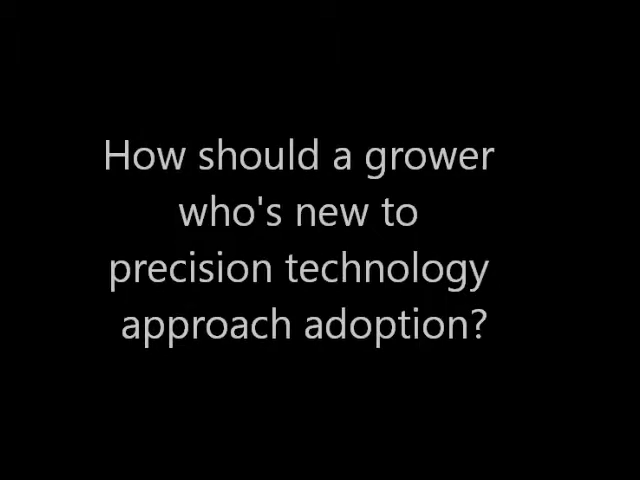 How should a grower
who's new to
precision technology
approach adoption?